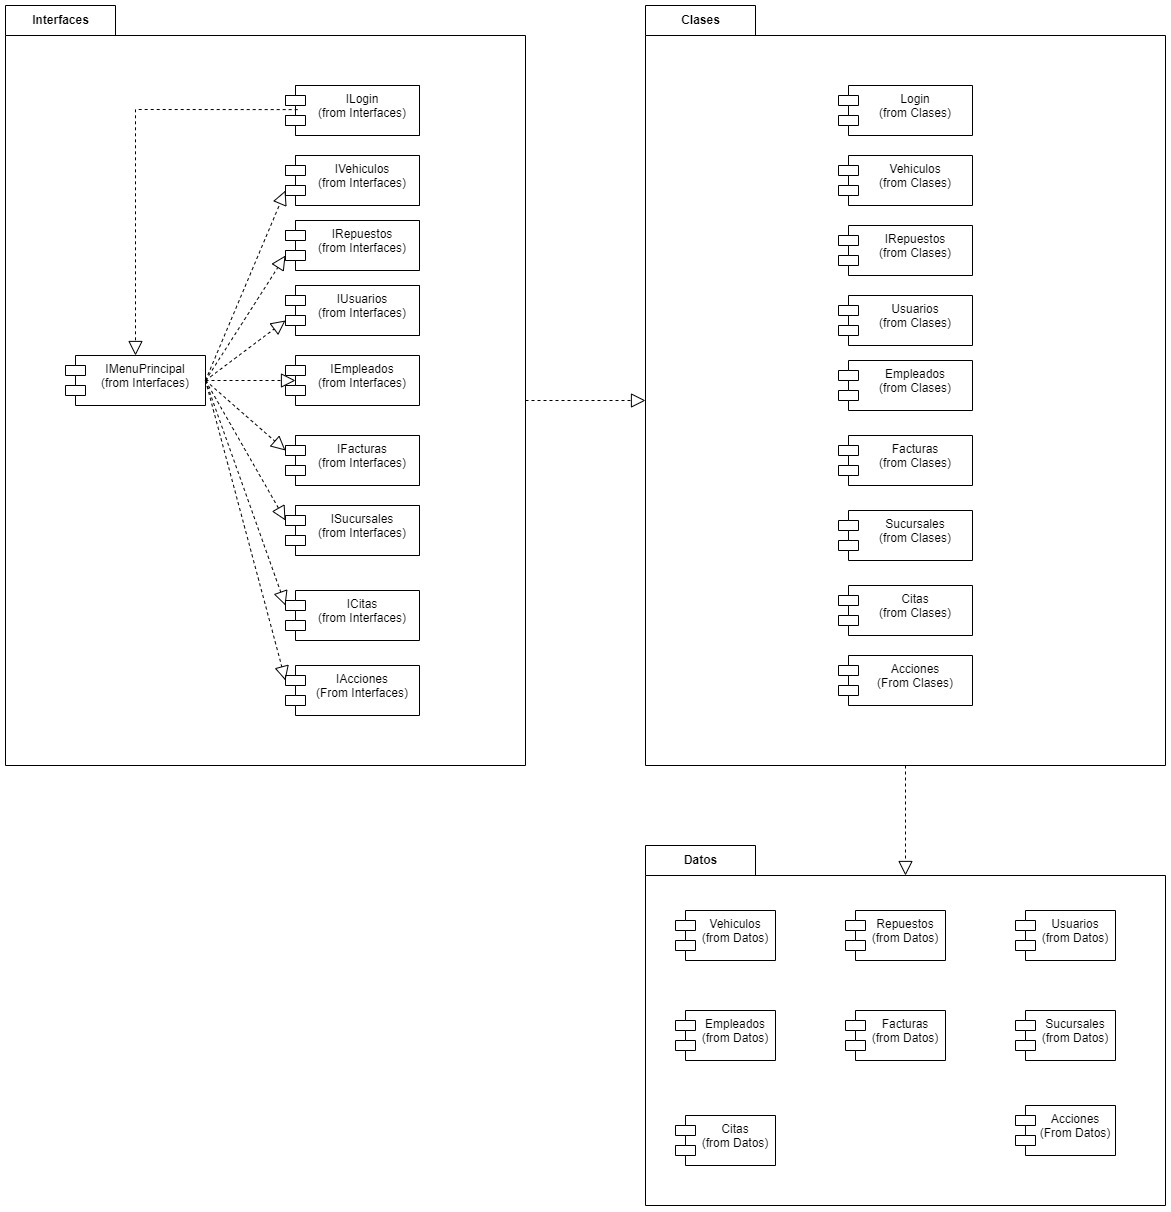 Interfaces
ILogin
(from Interfaces)
IVehiculos
(from Interfaces)
IRepuestos
(from Interfaces)
IUsuarios
(from Interfaces)
IMenuPrincipal
(from Interfaces)
IEmpleados
(from Interfaces)
IFacturas
(from Interfaces)
ISucursales
(from Interfaces)
ICitas
(from Interfaces)
IAcciones
(From Interfaces)
Clases
Login
(from Clases)
Vehiculos
(from Clases)
IRepuestos
(from Clases)
Usuarios
(from Clases)
Empleados
(from Clases)
Facturas
(from Clases)
Sucursales
(from Clases)
Citas
(from Clases)
Acciones
(From Clases)
Datos
Vehiculos
(from Datos)
Repuestos
(from Datos)
Usuarios
(from Datos)
Empleados
(from Datos)
Facturas
(from Datos)
Sucursales
(from Datos)
Citas
(from Datos)
Acciones
(From Datos)